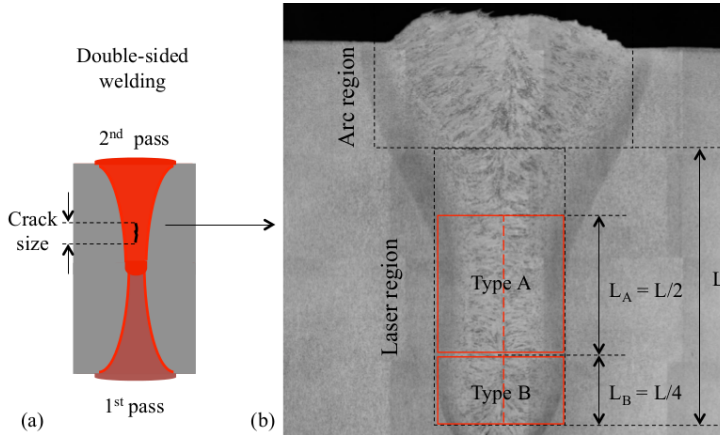 Double-sided
welding
2nd pass
Crack
size
1st pass
(a)
(b)
Arc region
Laser region
Type A
Type B
LA = L/2
LB = L/4
L